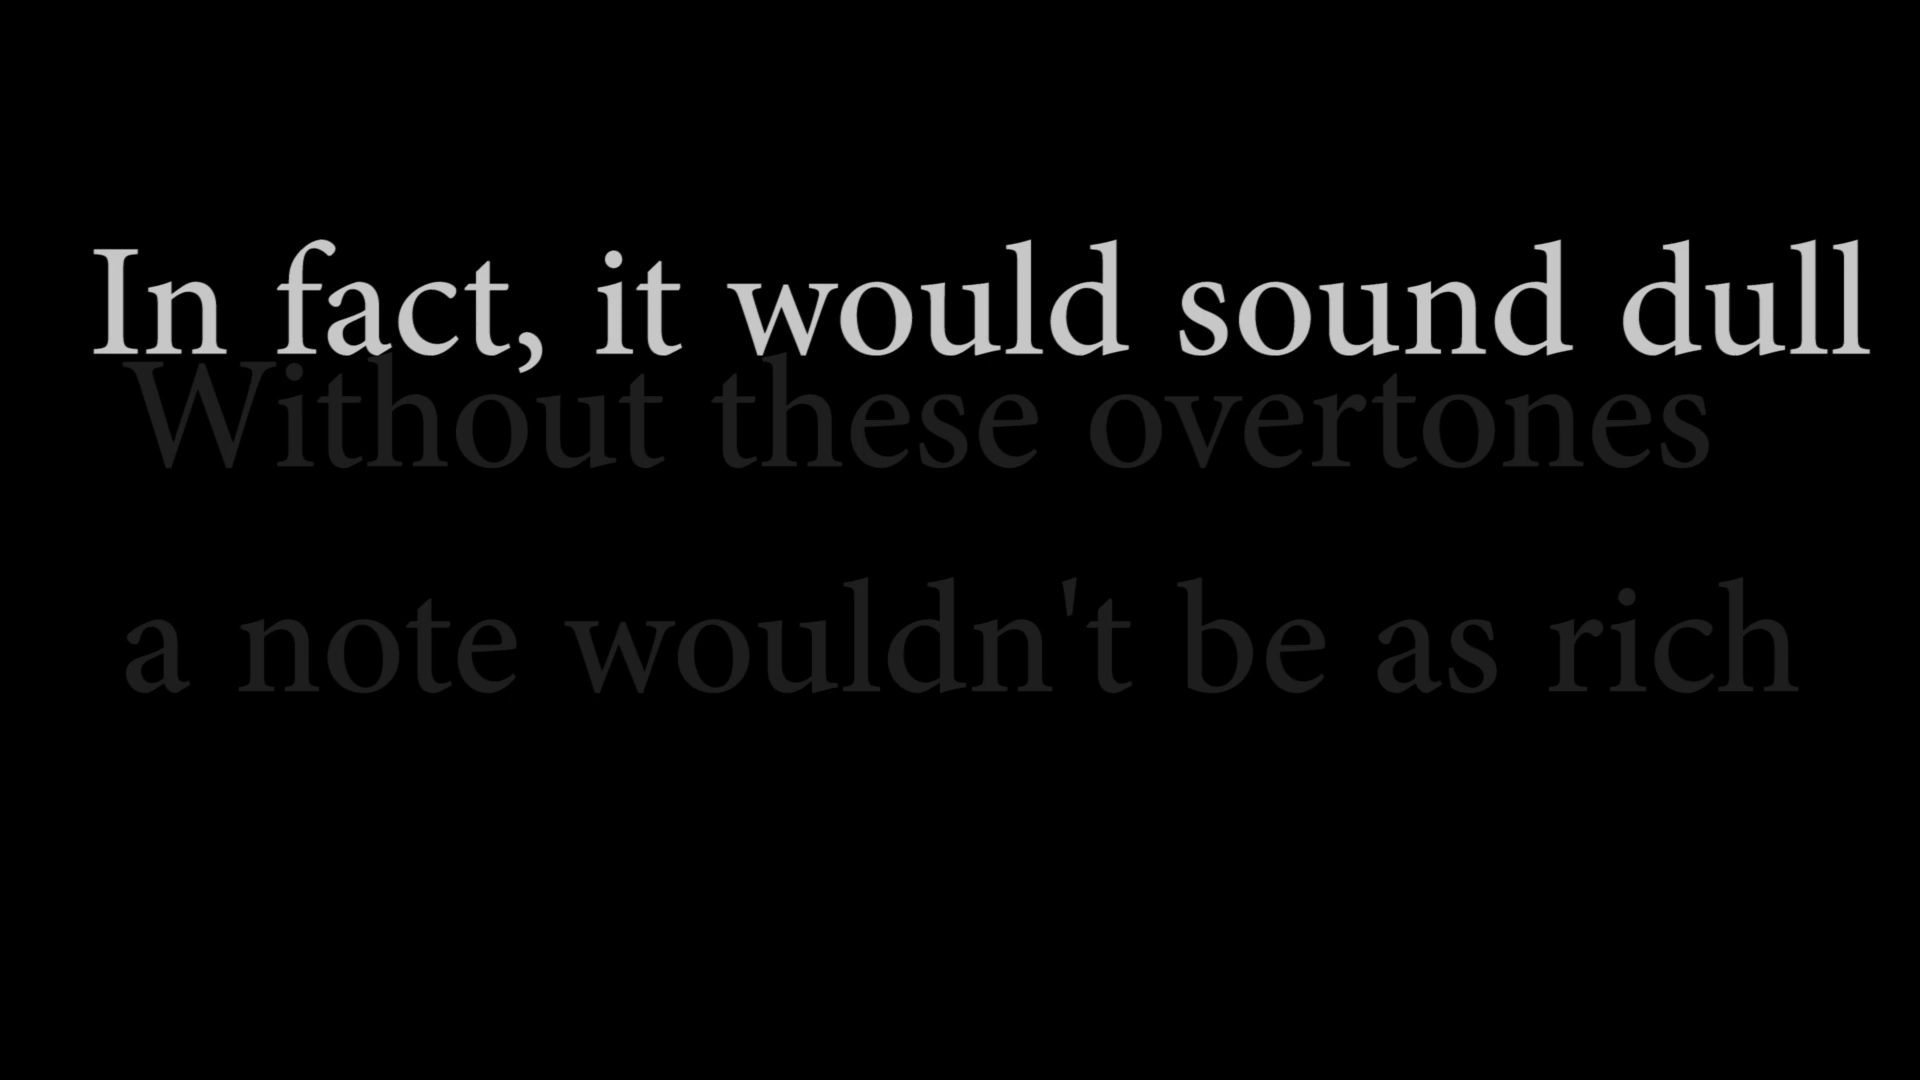 In fact, it would sound dull
Without these overtones
a note wouldn't be as rich